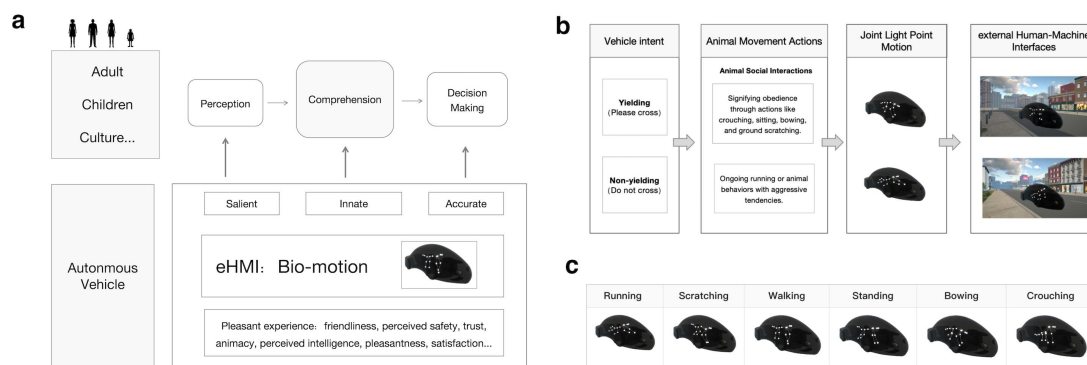 a
Adult
Children
Culture...
Perception
Comprehension
Decision
Making
Autonmous
Vehicle
Salient
Innate
Accurate
eHMI: Bio-motion
Pleasant experience: friendliness, perceived safety, trust,
animacy, perceived intelligence, pleasantness, satisfaction...
b
Vehicle intent
Yielding
(Please cross)
Non-yielding
(Do not cross)
Animal Movement Actions
Animal Social Interactions
Signifying obedience
through actions like
crouching, sitting, bowing,
and ground scratching.
Ongoing running or animal
behaviors with aggressive
tendencies.
Joint Light Point
Motion
external Human-Machine
Interfaces
c
Running
Scratching
Walking
Standing
Bowing
Crouching